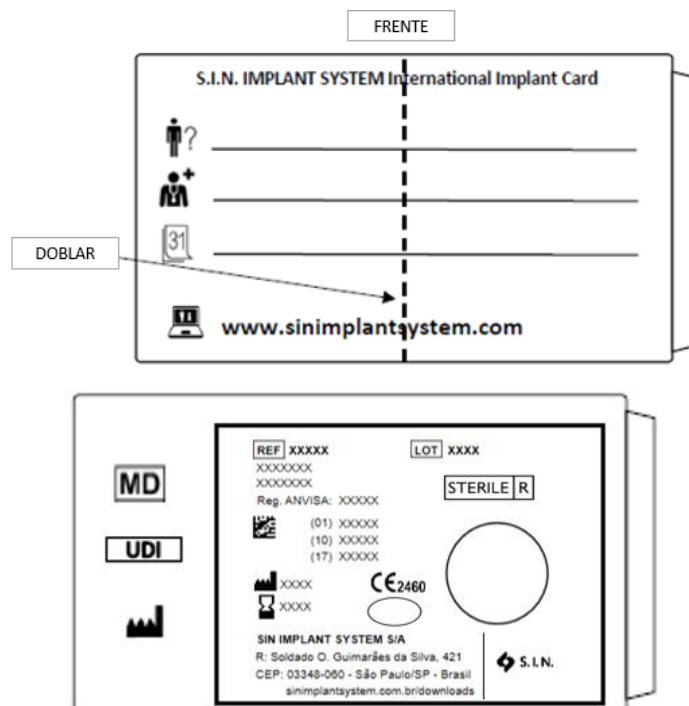 FRENTE
S.I.N. IMPLANT SYSTEM International Implant Card
?
31
DOBLAR
www.sinimplantsystem.com
REF XXXXX LOT XXXX
XXXXXXX
XXXXXXX
STERILE R
Reg. ANVISA: XXXXX
MD
(01) XXXXX
(10) XXXXX
(17) XXXXX
UDI
XXXX
CE 2460
XXXX
SIN IMPLANT SYSTEM S/A
R: Soldado O. Guimarães da Silva, 421
CEP: 03348-060 - São Paulo/SP - Brasil
sinimplantsystem.com.br/downloads
S.I.N.